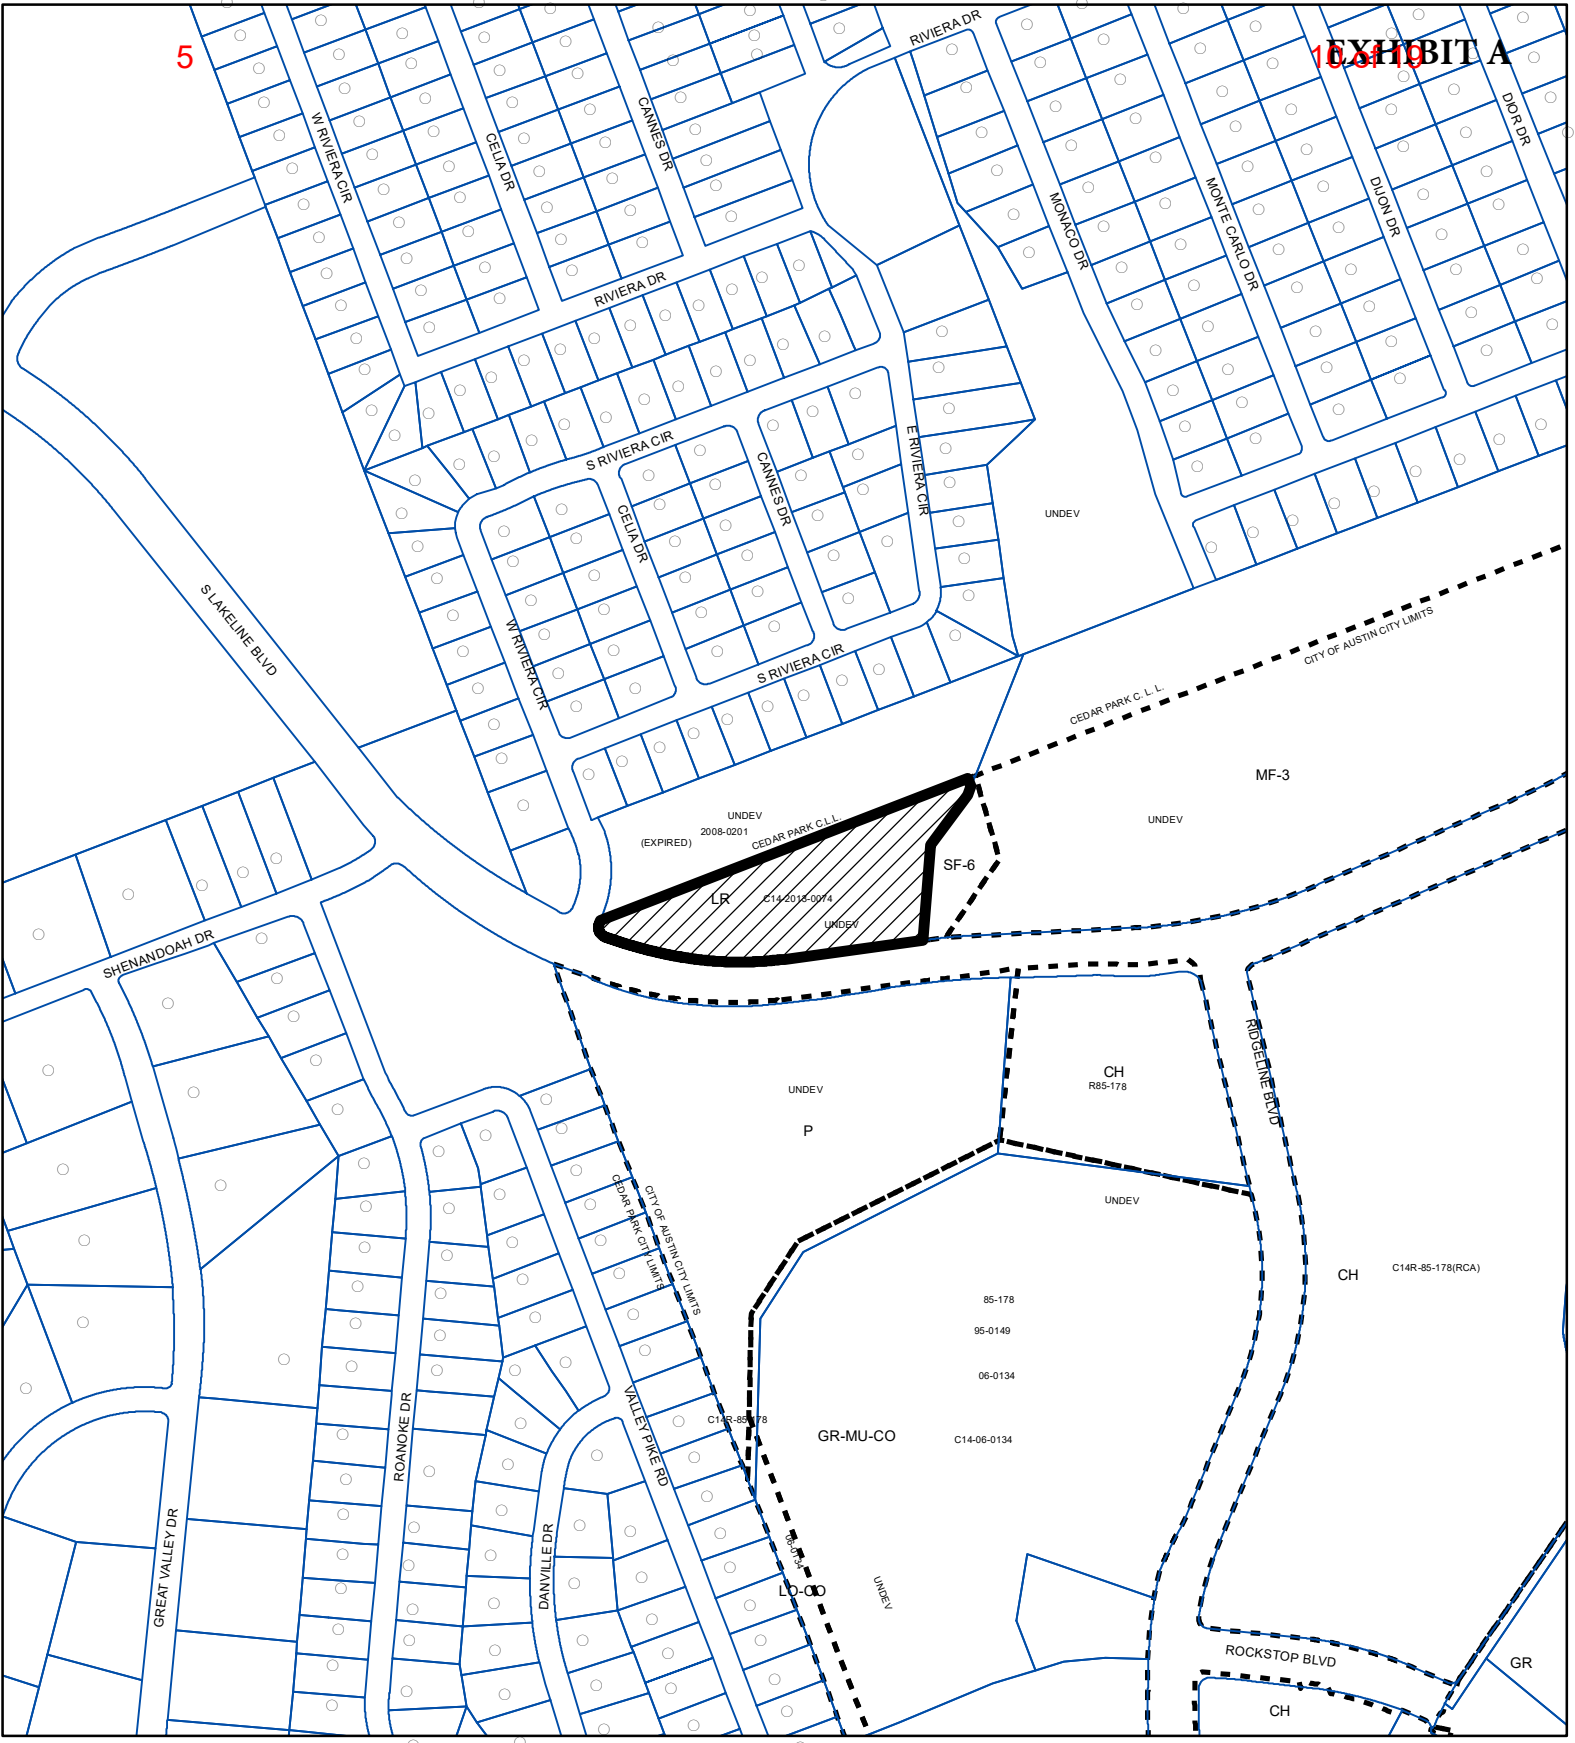 5
EXHIBIT A
10 of 19
RIVIERA DR
W RIVIERA CIR
CELIA DR
CANNES DR
DIOR DR
MONACO DR
MONTE CARLO DR
DIJON DR
RIVIERA DR
S RIVIERA CIR
CANNES DR
E RIVIERA CIR
CELIA DR
UNDEV
S LAKELINE BLVD
W RIVIERA CIR
S RIVIERA CIR
CITY OF AUSTIN CITY LIMITS
CEDAR PARK C. L. L.
MF-3
UNDEV
UNDEV
2008-0201
(EXPIRED)
CEDAR PARK C.L.L.
SF-6
LR
C14-2013-0074
UNDEV
SHENANDOAH DR
RIDGELINE BLVD
CH
R85-178
UNDEV
P
UNDEV
CITY OF AUSTIN CITY LIMITS
CEDAR PARK CITY LIMITS
CH
C14R-85-178(RCA)
85-178
95-0149
06-0134
C14R-85-178
GR-MU-CO
C14-06-0134
VALLEY PIKE RD
ROANOKE DR
GREAT VALLEY DR
DANVILLE DR
06-0134
LO-CO
UNDEV
ROCKSTOP BLVD
GR
CH